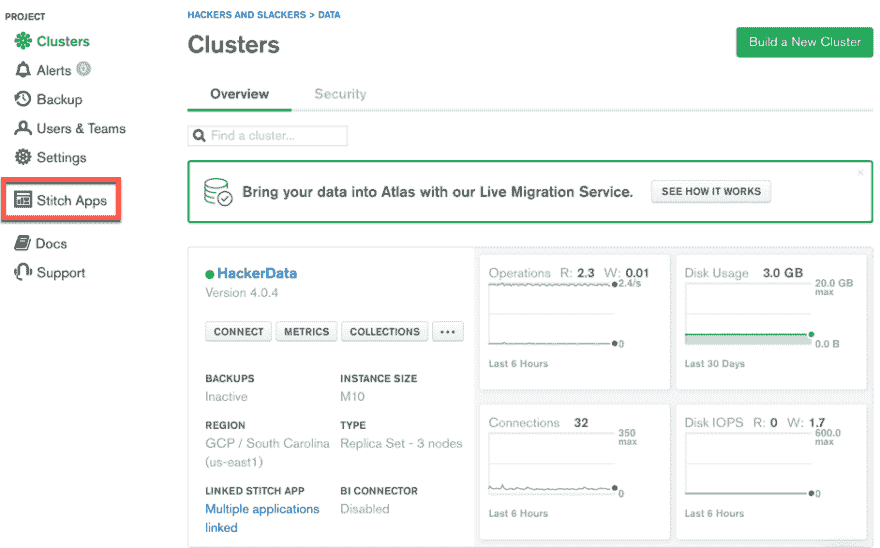 PROJECT
Clusters
Alerts
Backup
Users & Teams
Settings
Stitch Apps
Docs
Support
HACKERS AND SLACKERS > DATA
Clusters
Build a New Cluster
Overview
Security
Find a cluster...
Bring your data into Atlas with our Live Migration Service.
SEE HOW IT WORKS
×
HackerData
Version 4.0.4
CONNECT
METRICS
COLLECTIONS
...
BACKUPS
Inactive
INSTANCE SIZE
M10
REGION
GCP / South Carolina
(us-east1)
TYPE
Replica Set - 3 nodes
LINKED STITCH APP
Multiple applications
linked
BI CONNECTOR
Disabled
Operations R: 2.3 W: 0.01
2.4/s
0
Last 6 Hours
Disk Usage 3.0 GB
20.0 GB
max
0.0 B
Last 30 Days
Connections 32
350
max
0
Last 6 Hours
Disk IOPS R: 0 W: 1.7
600.0
max
0
Last 6 Hours